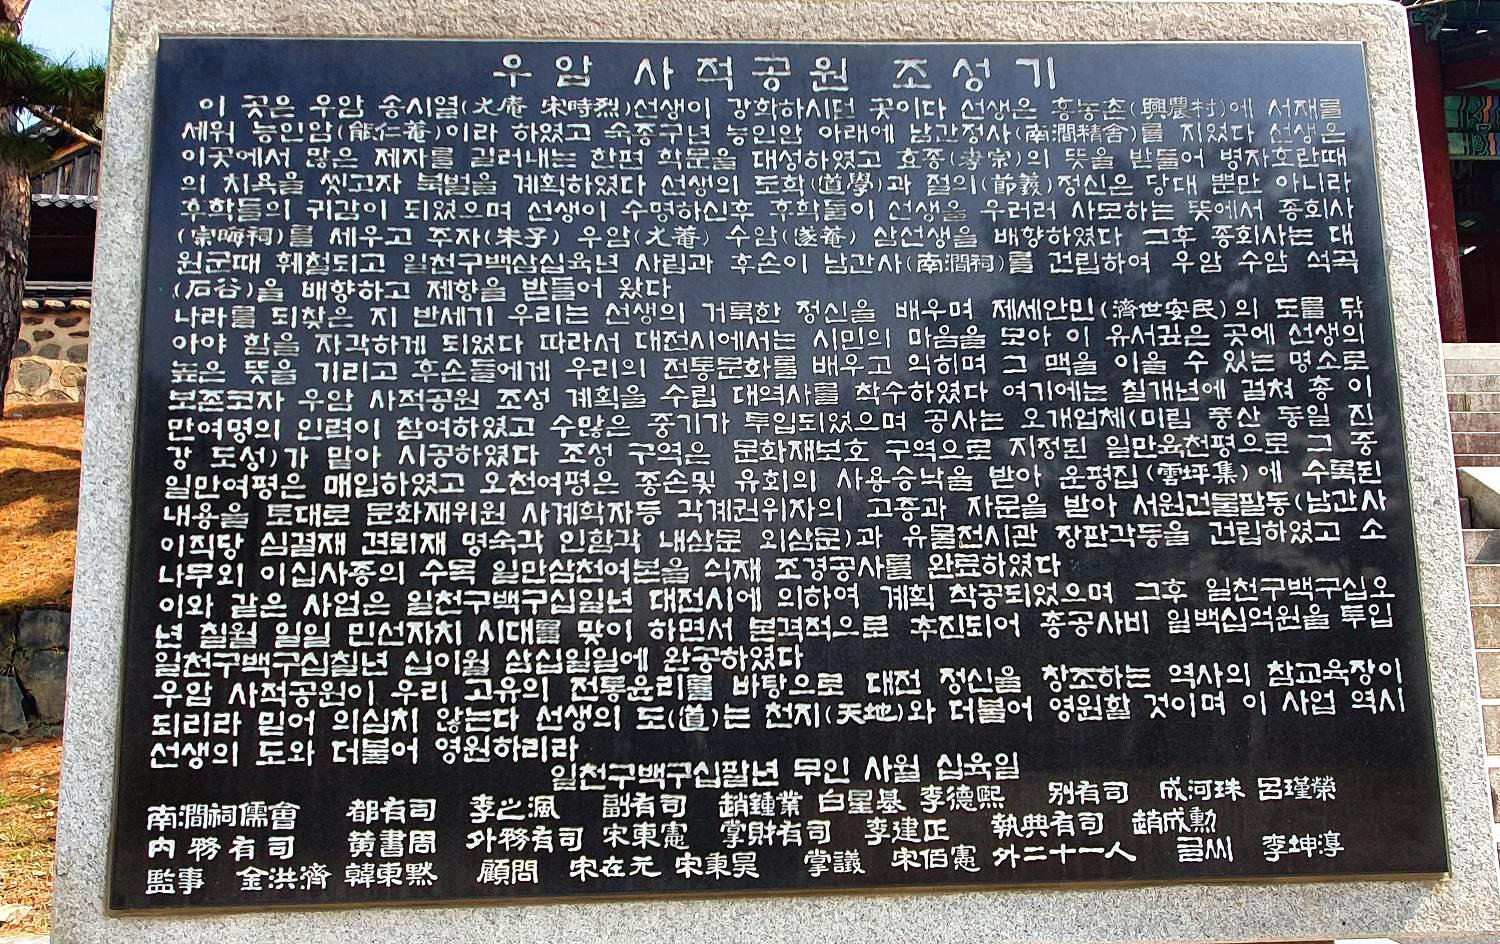 우암 사적공원 조성기
이 곳은 우암 송시열(尤庵 宋時烈)선생이 강화하시던 곳이다 선생은 흥농촌(興農村)에 서재를
세워 능인암(能仁菴)이라 하였고 숙종구년 능인암 아래에 남간정사(南澗精舍)를 지었다 선생은
이곳에서 많은 제자를 길러내는 한편 학문을 대성하였고 효종(孝宗)의 뜻을 받들어 병자호란때
의 치욕을 씻고자 북벌을 계획하였다 선생의 도학(道學)과 절의(節義)정신은 당대 뿐만 아니라
후학들의 귀감이 되었으며 선생이 수명하신후 후학들이 선생을 우러러 사모하는 뜻에서 종회사
(宗晦祠)를 세우고 주자(朱子) 우암(尤菴) 수암(遂菴) 삼선생을 배향하였다 그후 종회사는 대
원군때 훼철되고 일천구백삼십육년 사림과 후손이 남간사(南澗祠)를 건립하여 우암 수암 석곡
(石谷)을 배향하고 제향을 받들어 왔다
나라를 되찾은 지 반세기 우리는 선생의 거룩한 정신을 배우며 제세안민(濟世安民)의 도를 닦
아야 함을 자각하게 되었다 따라서 대전시에서는 시민의 마음을 모아 이 유서깊은 곳에 선생의
높은 뜻을 기리고 후손들에게 우리의 전통문화를 배우고 익히며 그 맥을 이을 수 있는 명소로
보존코자 우암 사적공원 조성 계획을 수립 대역사를 착수하였다 여기에는 칠개년에 걸쳐 총 이
만여명의 인력이 참여하였고 수많은 중기가 투입되었으며 공사는 오개업체(미림 풍산 동일 진
강 도성)가 맡아 시공하였다 조성 구역은 문화재보호 구역으로 지정된 일만육천평으로 그 중
일만여평은 매입하였고 오천여평은 종손및 유회의 사용승낙을 받아 운평집(雲坪集)에 수록된
내용을 토대로 문화재위원 사계학자등 각계권위자의 고증과 자문을 받아 서원건물팔동(남간사
이직당 심결재 견뢰재 명숙각 인함각 내삼문 외삼문)과 유물전시관 장판각등을 건립하였고 소
나무외 이십사종의 수목 일만삼천여본을 식재 조경공사를 완료하였다
이와 같은 사업은 일천구백구십일년 대전시에 의하여 계획 착공되었으며 그후 일천구백구십오
년 칠월 일일 민선자치 시대를 맞이 하면서 본격적으로 추진되어 총공사비 일백십억원을 투입
일천구백구십칠년 십이월 삼십일일에 완공하였다
우암 사적공원이 우리 고유의 전통윤리를 바탕으로 대전 정신을 창조하는 역사의 참교육장이
되리라 믿어 의심치 않는다 선생의 도(道)는 천지(天地)와 더불어 영원할 것이며 이 사업 역시
선생의 도와 더불어 영원하리라
일천구백구십팔년 무인 사월 십육일
南澗祠儒會 都有司 李之渢 副有司 趙鍾業 白星基 李德熙 別有司 成河珠 呂瑾榮
內務有司 黃書周 外務有司 宋東憲 掌財有司 李建正 執典有司 趙成勳
監事 金洪濟 韓東黙 顧問 宋在元 宋東昊 掌議 宋佰憲 外二十一人 글씨 李坤淳